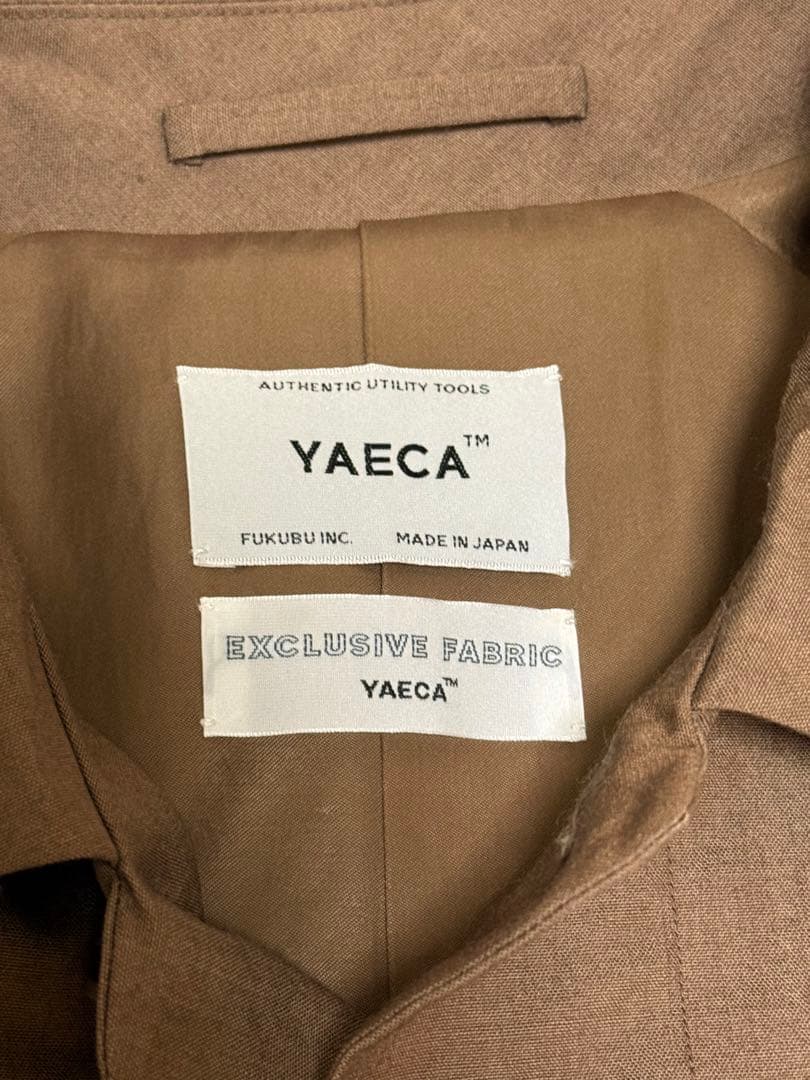 AUTHENTIC UTILITY TOOLS
YAECA™
FUKUBU INC. MADE IN JAPAN
EXCLUSIVE FABRIC
YAECA™